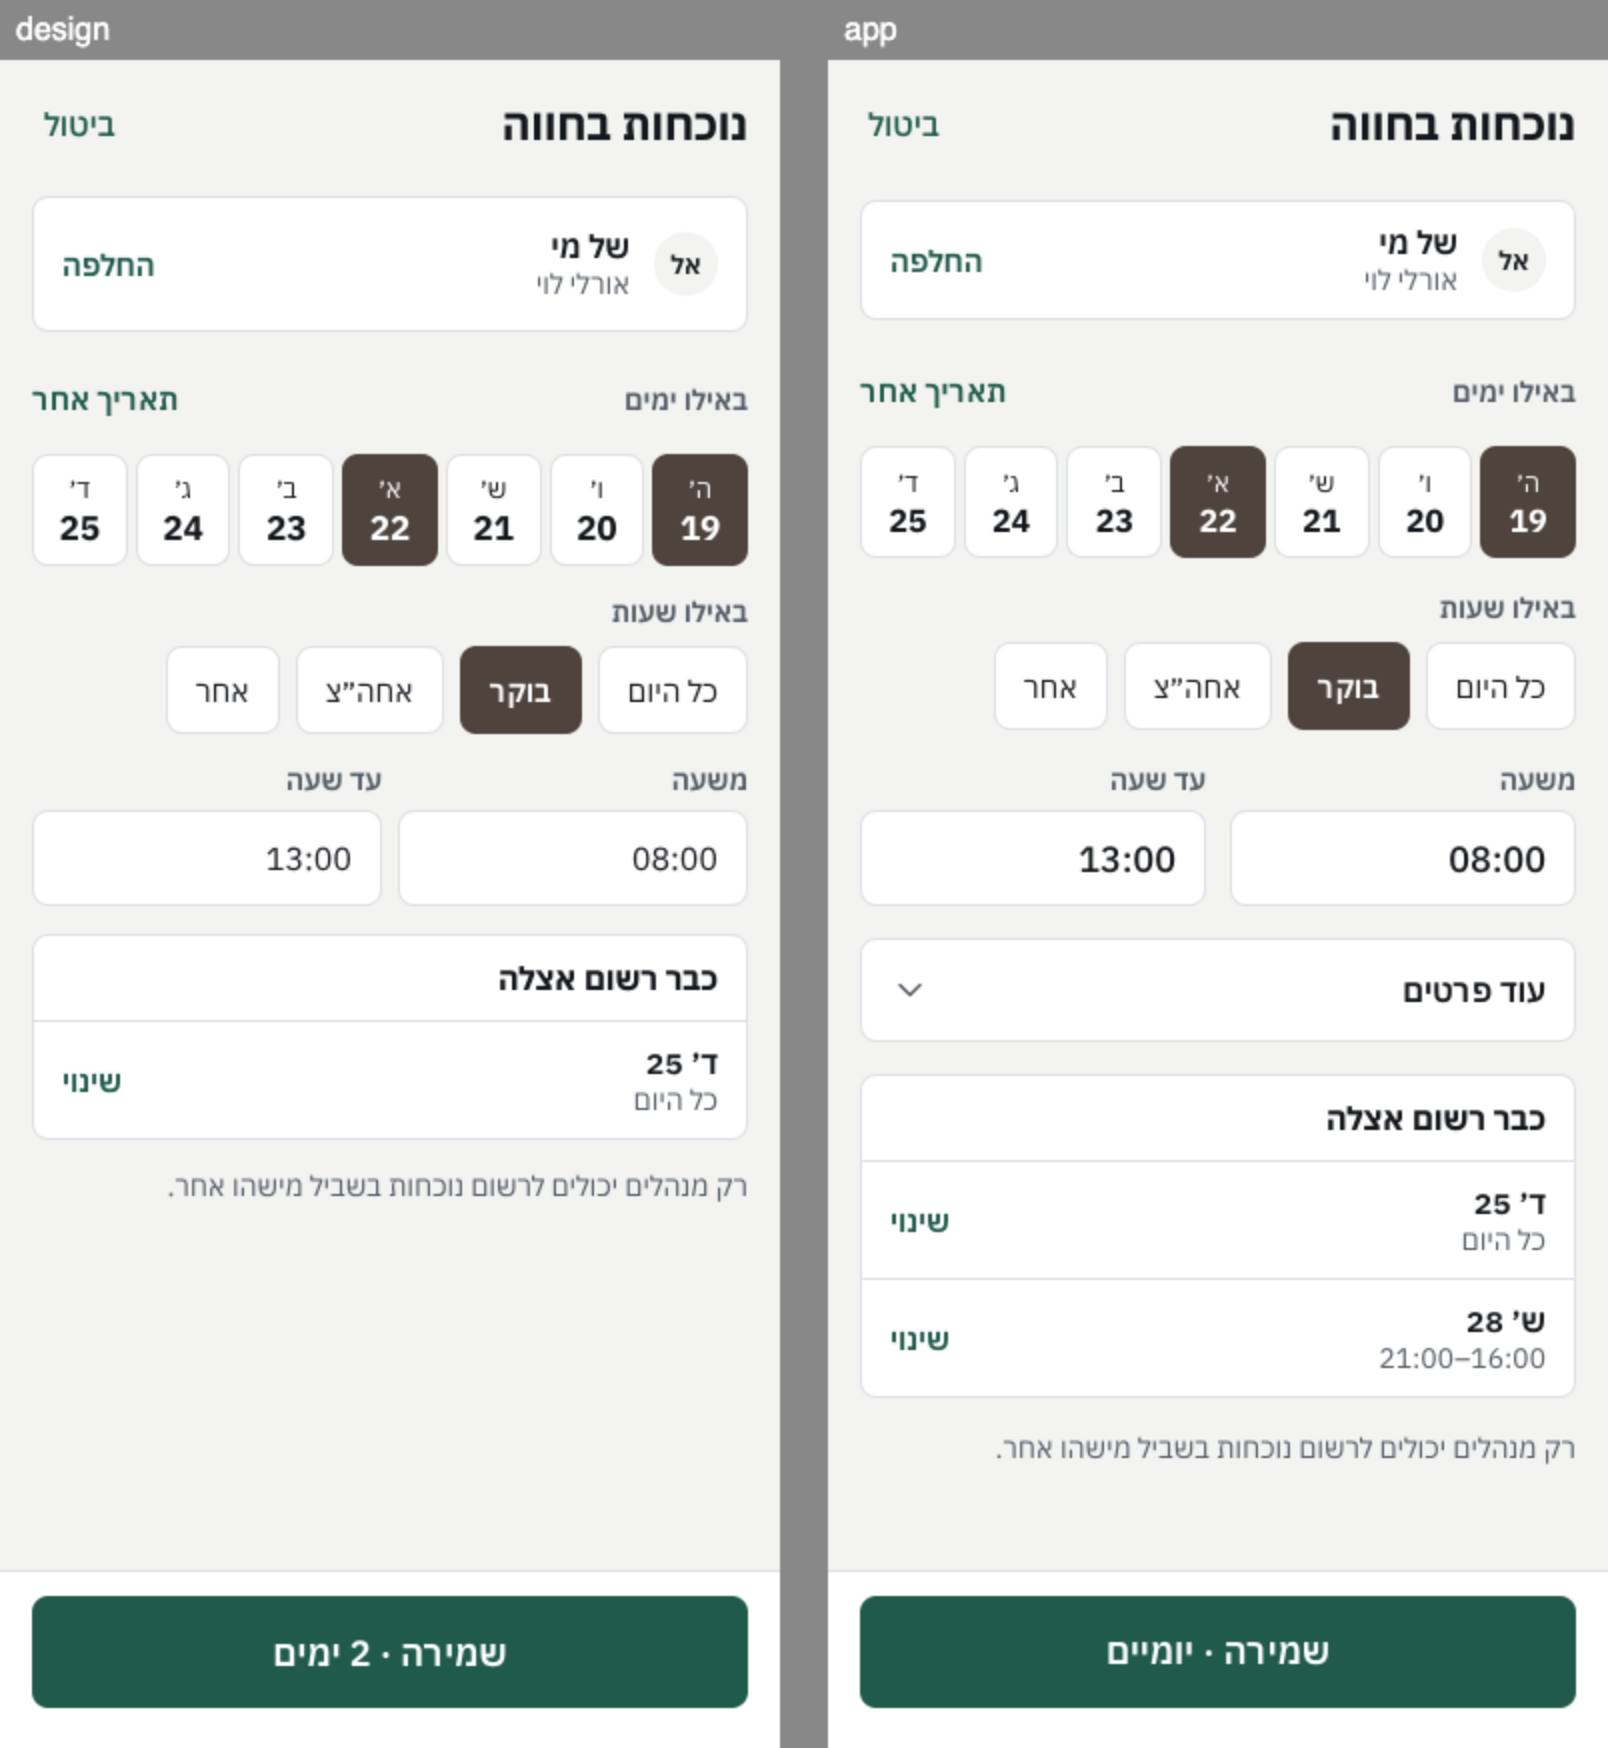 design
נוכחות בחווה
ביטול
אל
של מי
אורלי לוי
החלפה
באילו ימים
תאריך אחר
ה׳ ו׳ ש׳ א׳ ב׳ ג׳ ד׳
19 20 21 22 23 24 25
באילו שעות
כל היום
בוקר
אחה״צ
אחר
משעה
עד שעה
08:00
13:00
כבר רשום אצלה
ד׳ 25
כל היום
שינוי
רק מנהלים יכולים לרשום נוכחות בשביל מישהו אחר.
שמירה · 2 ימים
app
נוכחות בחווה
ביטול
אל
של מי
אורלי לוי
החלפה
באילו ימים
תאריך אחר
ה׳ ו׳ ש׳ א׳ ב׳ ג׳ ד׳
19 20 21 22 23 24 25
באילו שעות
כל היום
בוקר
אחה״צ
אחר
משעה
עד שעה
08:00
13:00
עוד פרטים
כבר רשום אצלה
ד׳ 25
כל היום
שינוי
ש׳ 28
16:00–21:00
שינוי
רק מנהלים יכולים לרשום נוכחות בשביל מישהו אחר.
שמירה · יומיים